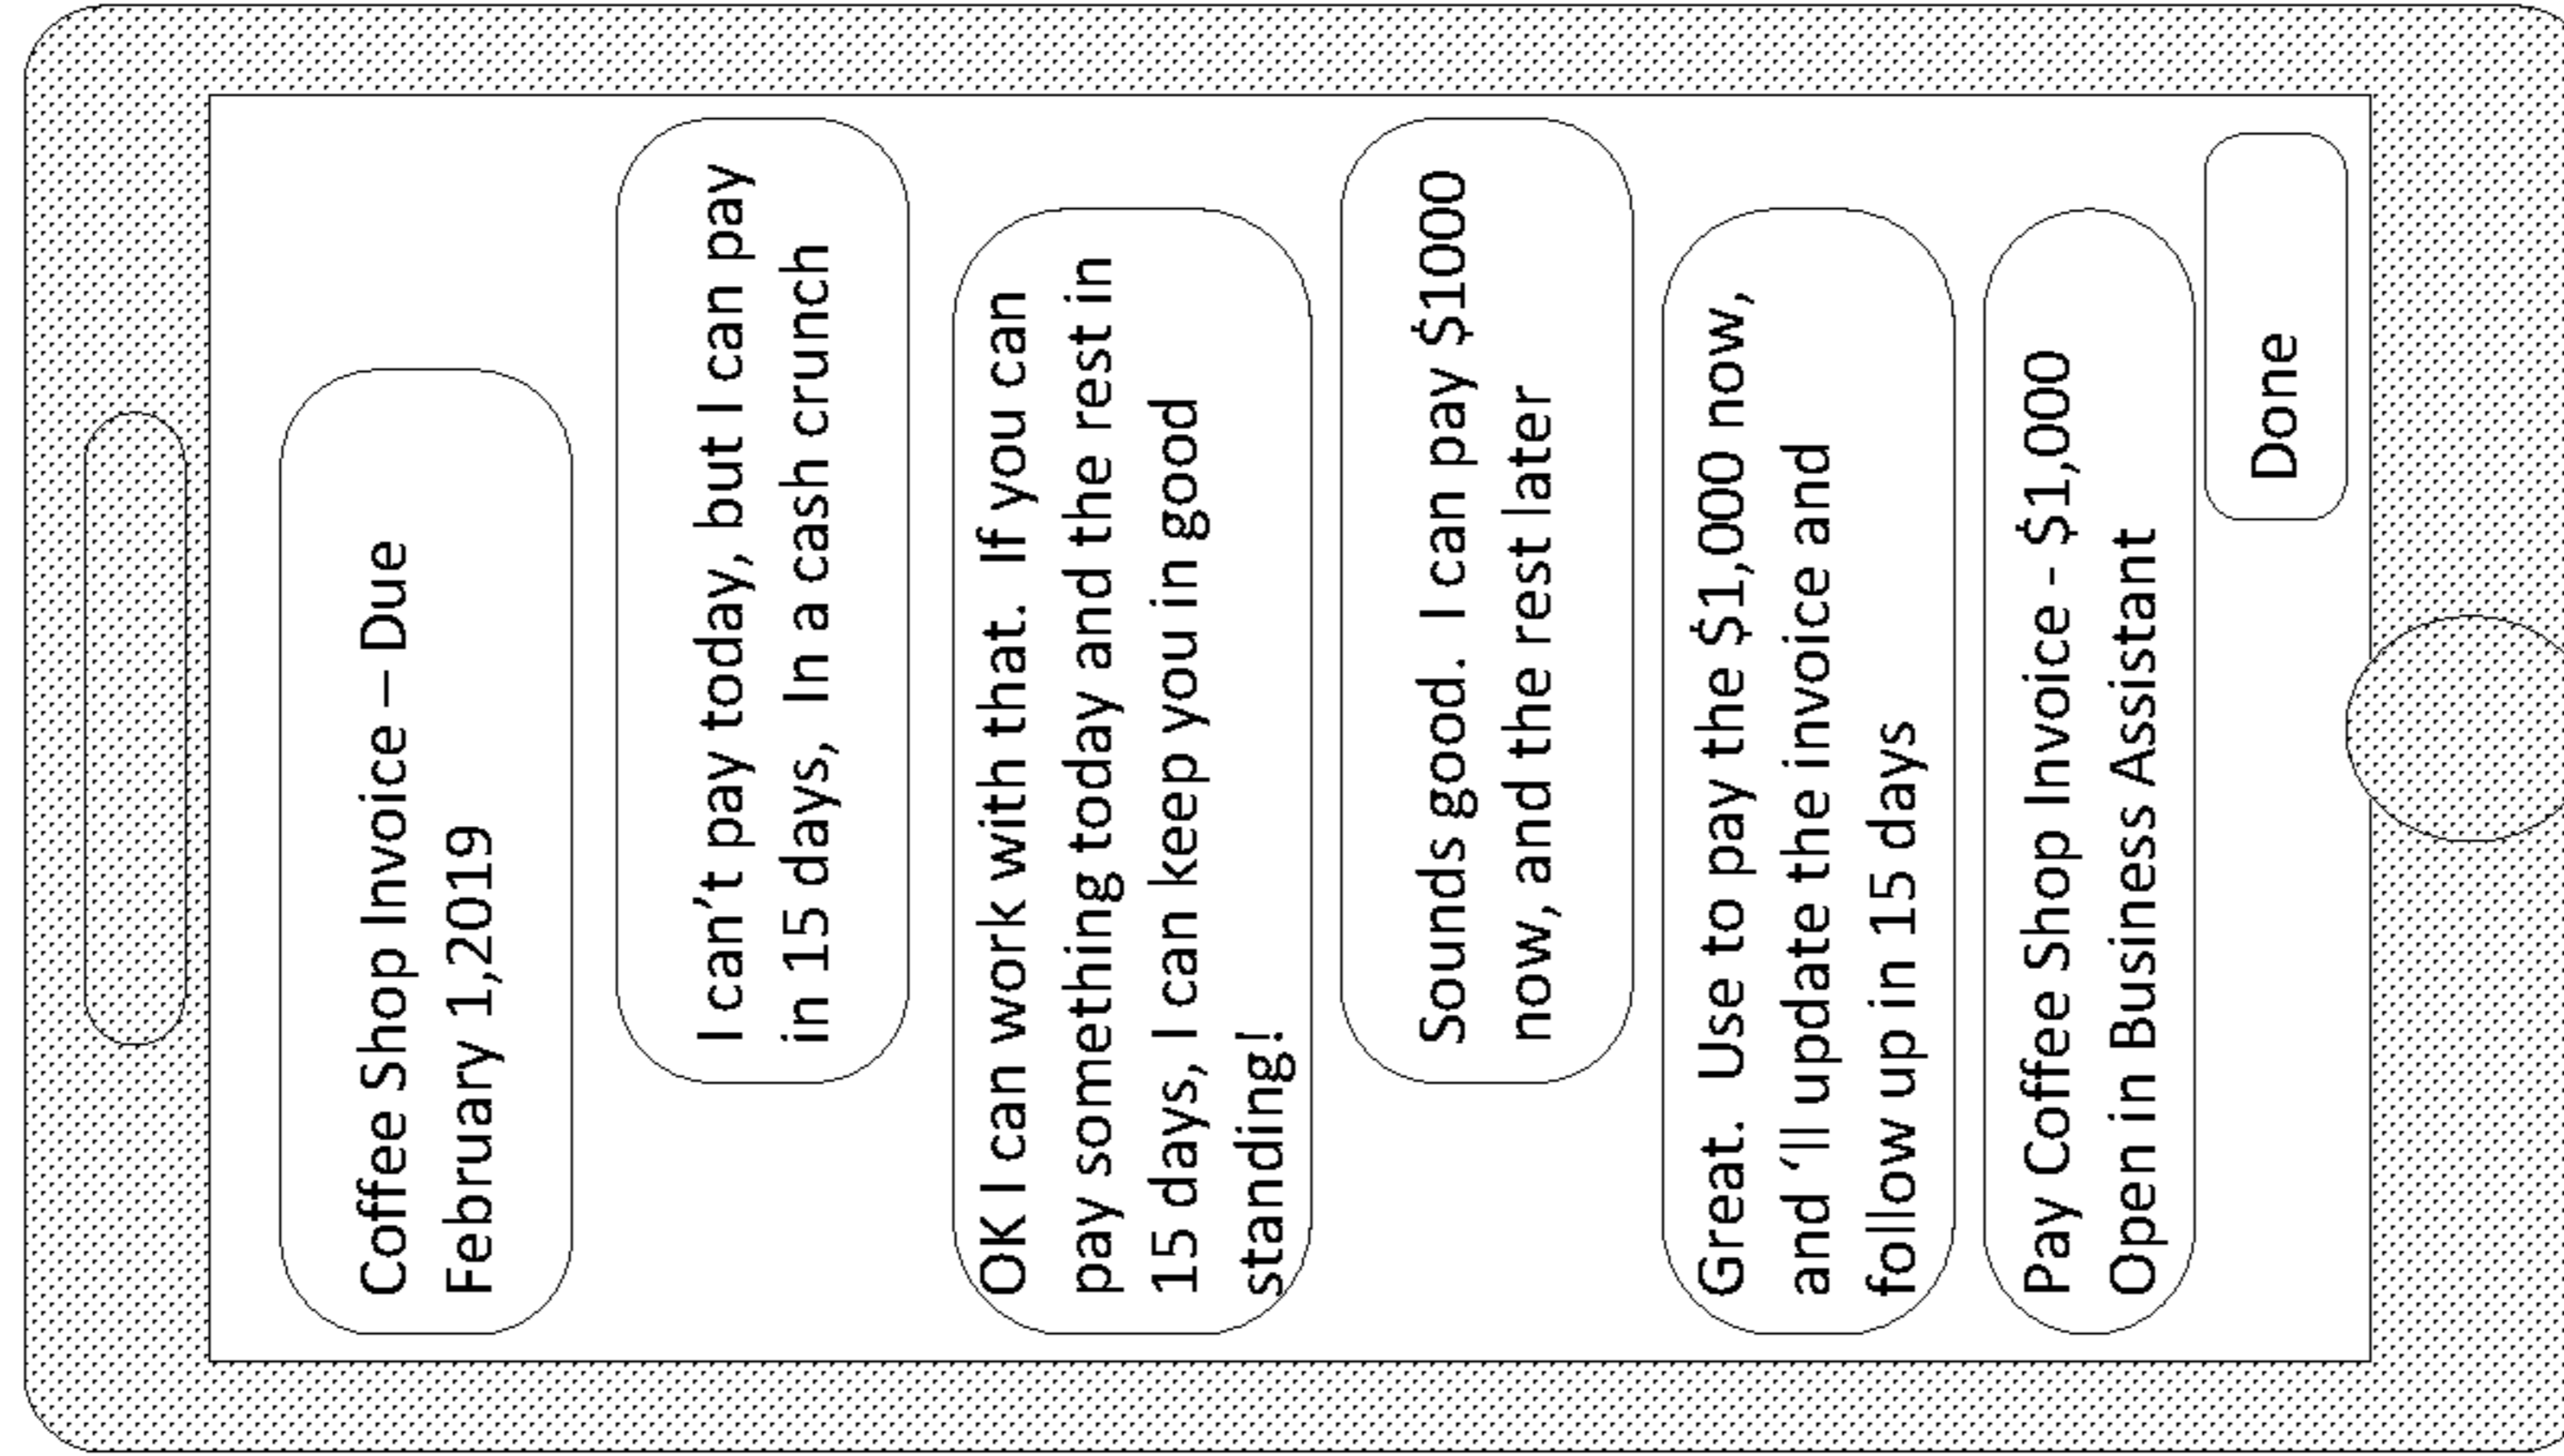 Coffee Shop Invoice – Due
February 1,2019
I can’t pay today, but I can pay
in 15 days,  In a cash crunch
OK I can work with that.  If you can
pay something today and the rest in
15 days, I can keep you in good
standing!
Sounds good.  I can pay $1000
now, and the rest later
Great.  Use to pay the $1,000 now,
and ‘ll update the invoice and
follow up in 15 days
Pay Coffee Shop Invoice - $1,000
Open in Business Assistant
Done